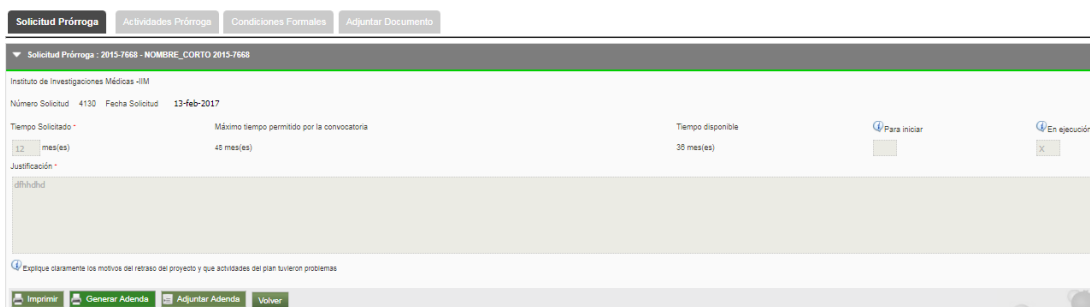 Solicitud Prórroga Actividades Prórroga Condiciones Formales Adjuntar Documento
Solicitud Prórroga : 2015-7668 - NOMBRE_CORTO 2015-7668
Instituto de Investigaciones Médicas -IIM
Número Solicitud 4130 Fecha Solicitud 13-feb-2017
Tiempo Solicitado * Máximo tiempo permitido por la convocatoria Tiempo disponible Para iniciar En ejecución
12 mes(es) 48 mes(es) 36 mes(es) X
Justificación *
dfhhdhd
Explique claramente los motivos del retraso del proyecto y que actividades del plan tuvieron problemas
Imprimir Generar Adenda Adjuntar Adenda Volver